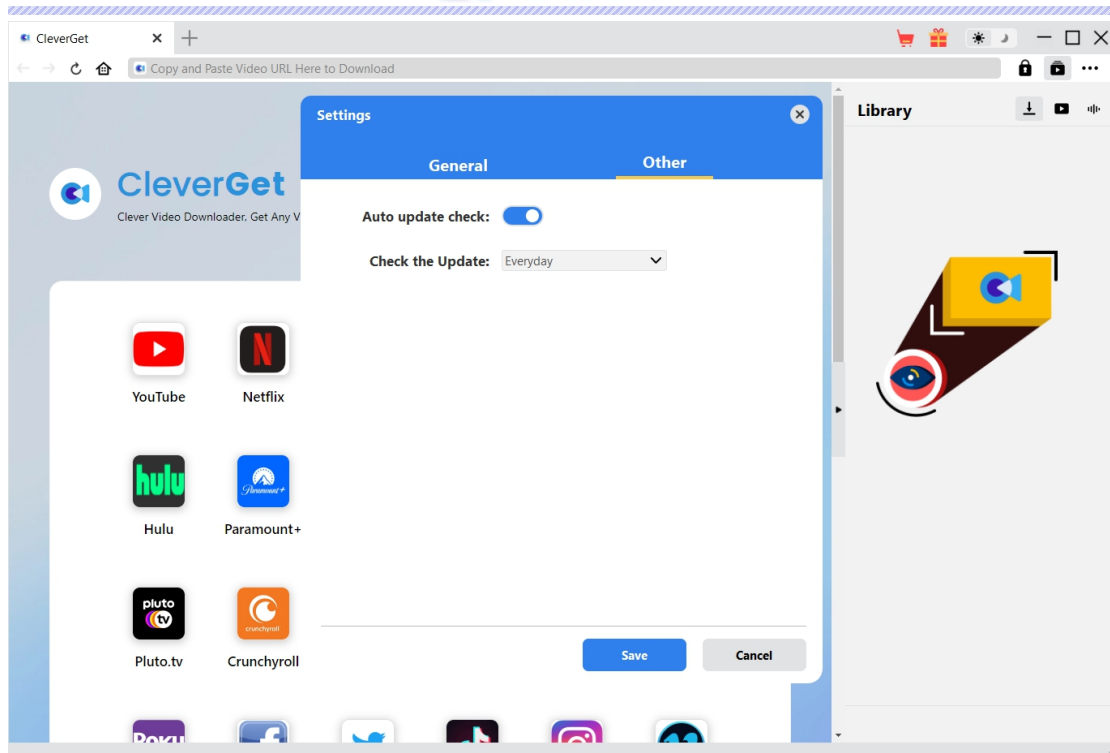 CleverGet
Copy and Paste Video URL Here to Download
Settings
Library
General
Other
CleverGet
Clever Video Downloader. Get Any V
Auto update check:
Check the Update: Everyday
YouTube
Netflix
hulu
Paramount+
Hulu
Paramount+
pluto
tv
crunchyroll
Pluto.tv
Crunchyroll
Save
Cancel
Roku